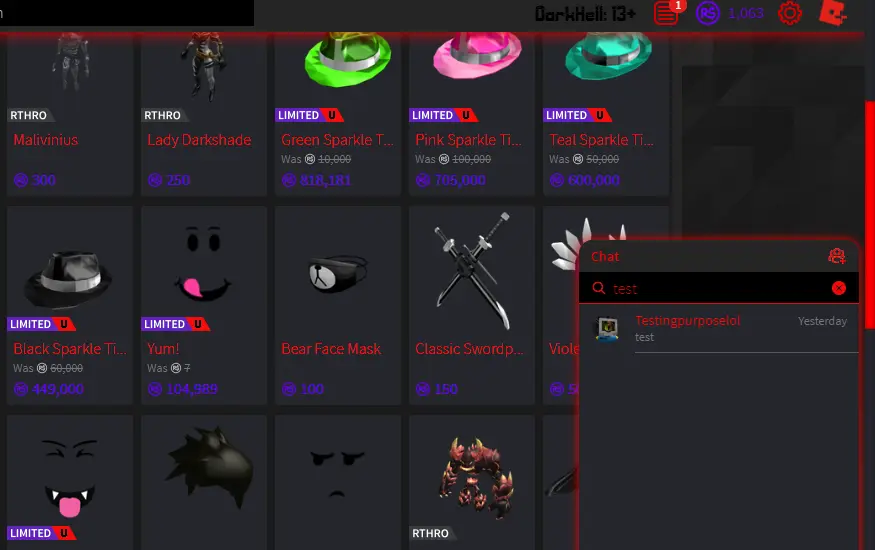 DarkHell: 13+
1
1,063
RTHRO
Malivinius
300
RTHRO
Lady Darkshade
250
LIMITED U
Green Sparkle T...
Was 10,000
818,181
LIMITED U
Pink Sparkle Ti...
Was 100,000
705,000
LIMITED U
Teal Sparkle Ti...
Was 50,000
600,000
LIMITED U
Black Sparkle Ti...
Was 60,000
449,000
LIMITED U
Yum!
Was 7
104,989
Bear Face Mask
100
Classic Swordp...
150
Viole
LIMITED U
RTHRO
Chat
test
Testingpurposelol
Yesterday
test